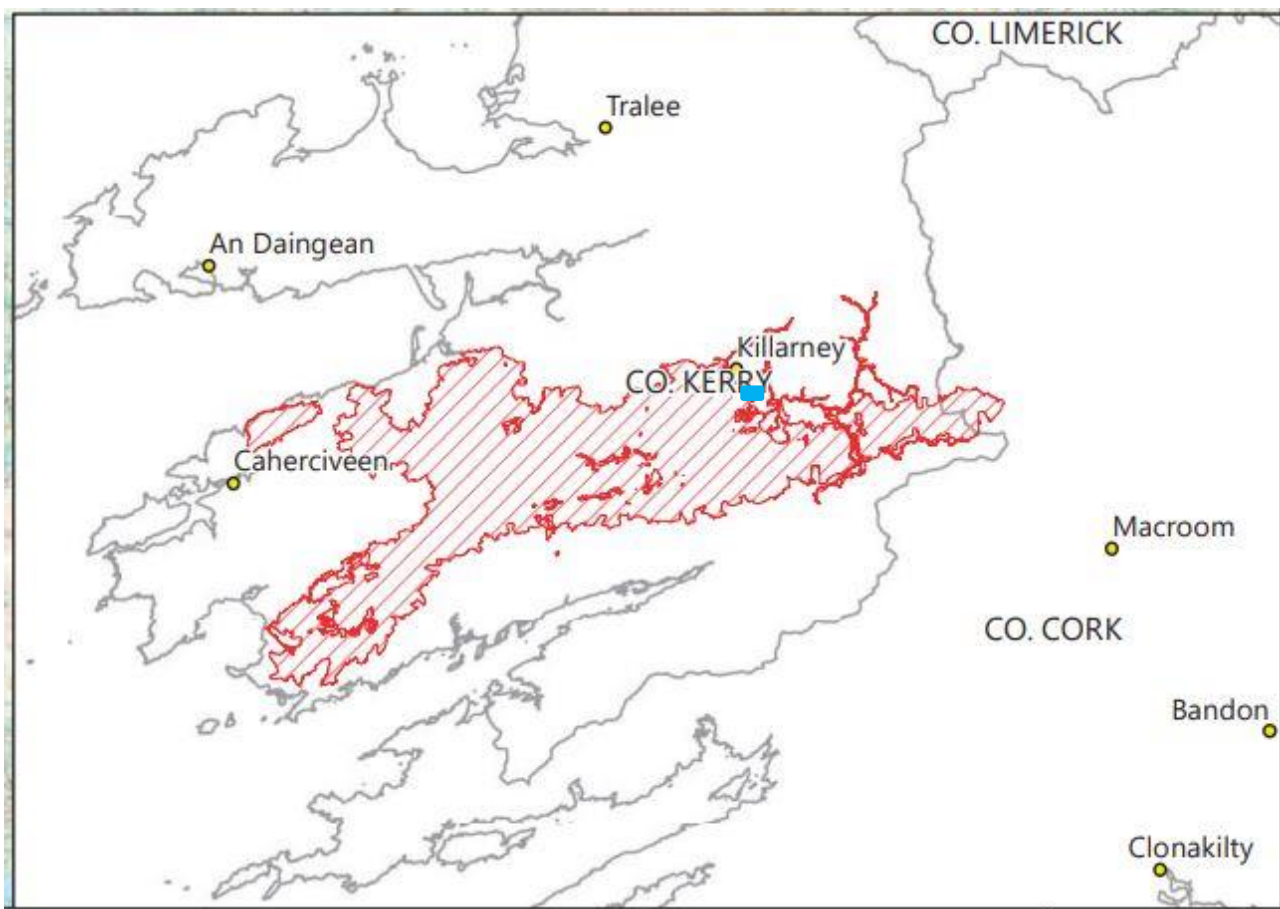 CO. LIMERICK
Tralee
An Daingean
Killarney
CO. KERRY
Caherciveen
Macroom
CO. CORK
Bandon
Clonakilty